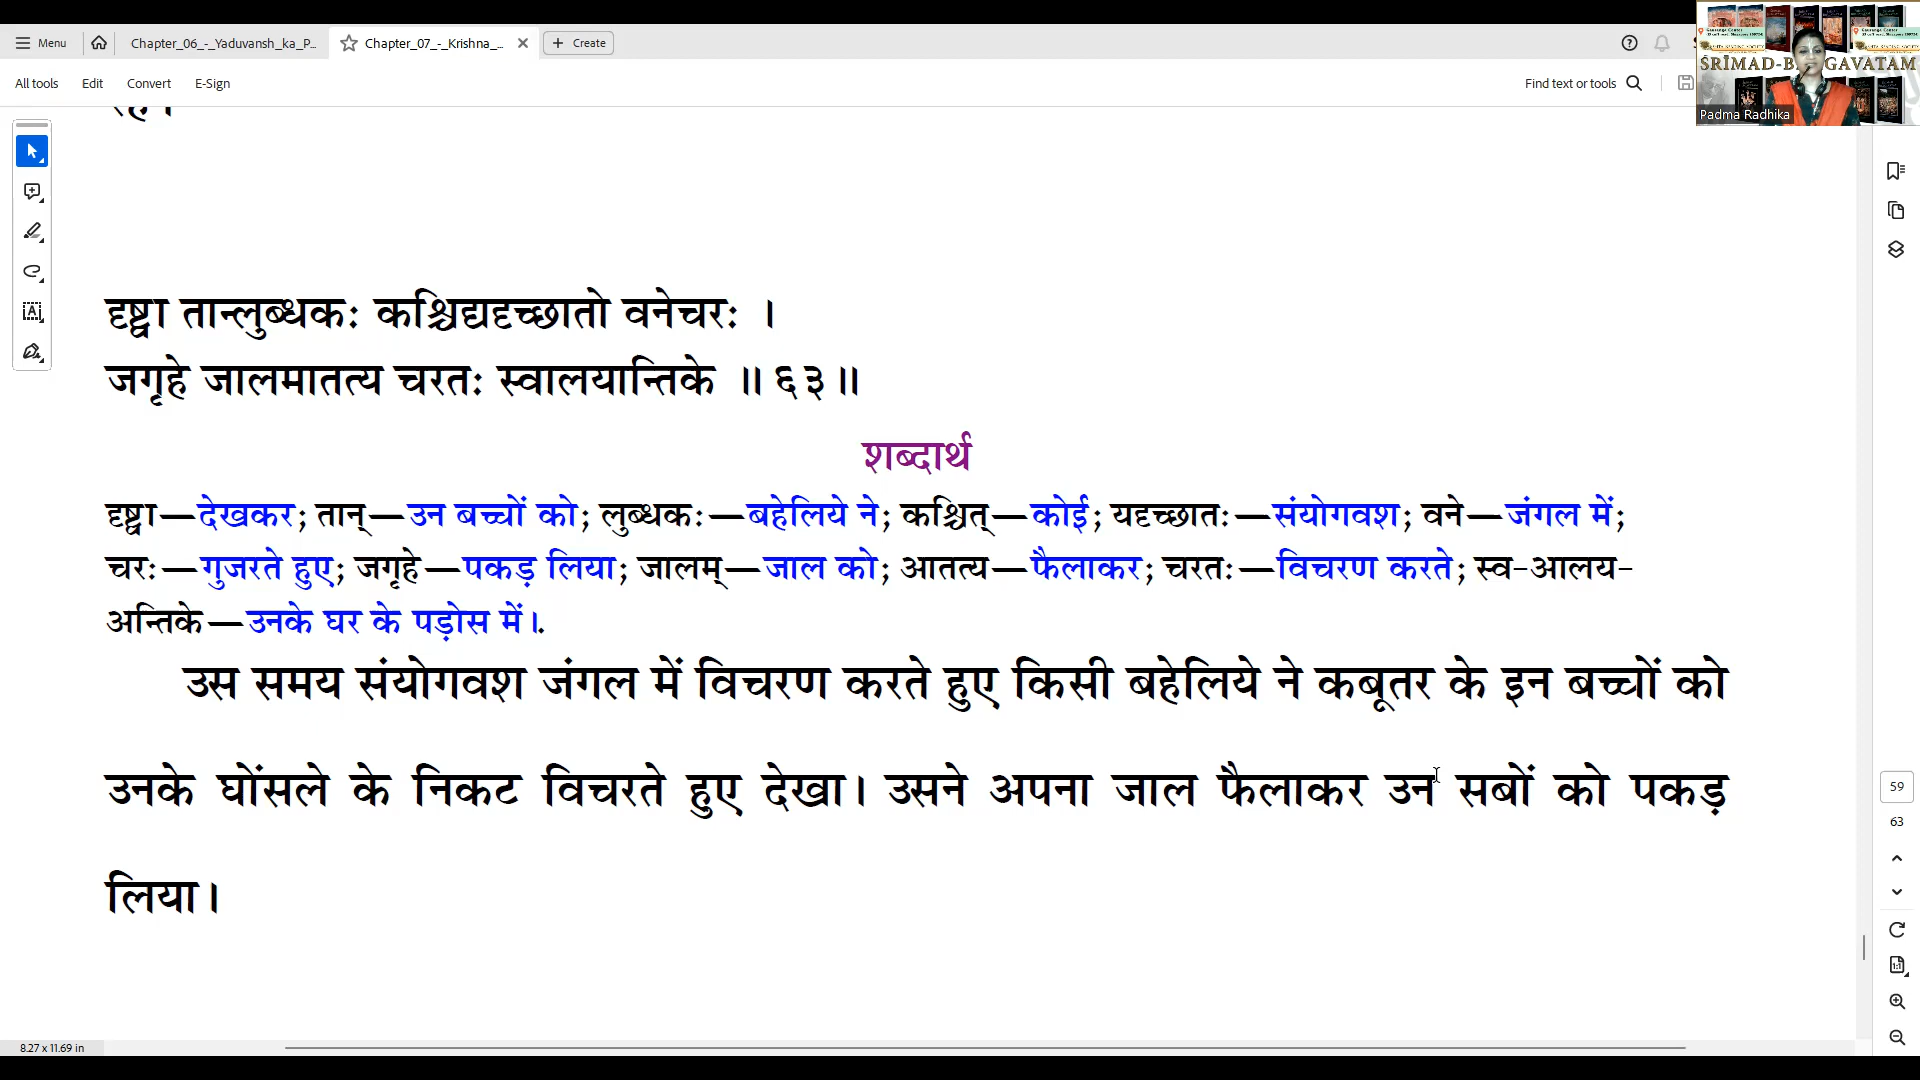 Menu
Chapter_06_-_Yaduvansh_ka_P...
Chapter_07_-_Krishna_...
Create
All tools
Edit
Convert
E-Sign
Find text or tools
ŚRĪMAD-BHĀGAVATAM
Padma Radhika
रहे।
दृष्ट्वा तान्लुब्धकः कश्चिद्यदृच्छातो वनेचरः ।
जगृहे जालमातत्य चरतः स्वालयान्तिके ॥ ६३॥
शब्दार्थ
दृष्ट्वा—देखकर; तान्—उन बच्चों को; लुब्धकः—बहेलिये ने; कश्चित्—कोई; यदृच्छातः—संयोगवश; वने—जंगल में;
चरः—गुजरते हुए; जगृहे—पकड़ लिया; जालम्—जाल को; आतत्य—फैलाकर; चरतः—विचरण करते; स्व-आलय-
अन्तिके—उनके घर के पड़ोस में।.
उस समय संयोगवश जंगल में विचरण करते हुए किसी बहेलिये ने कबूतर के इन बच्चों को
उनके घोंसले के निकट विचरते हुए देखा। उसने अपना जाल फैलाकर उन सबों को पकड़
लिया।
59
63
8.27 x 11.69 in